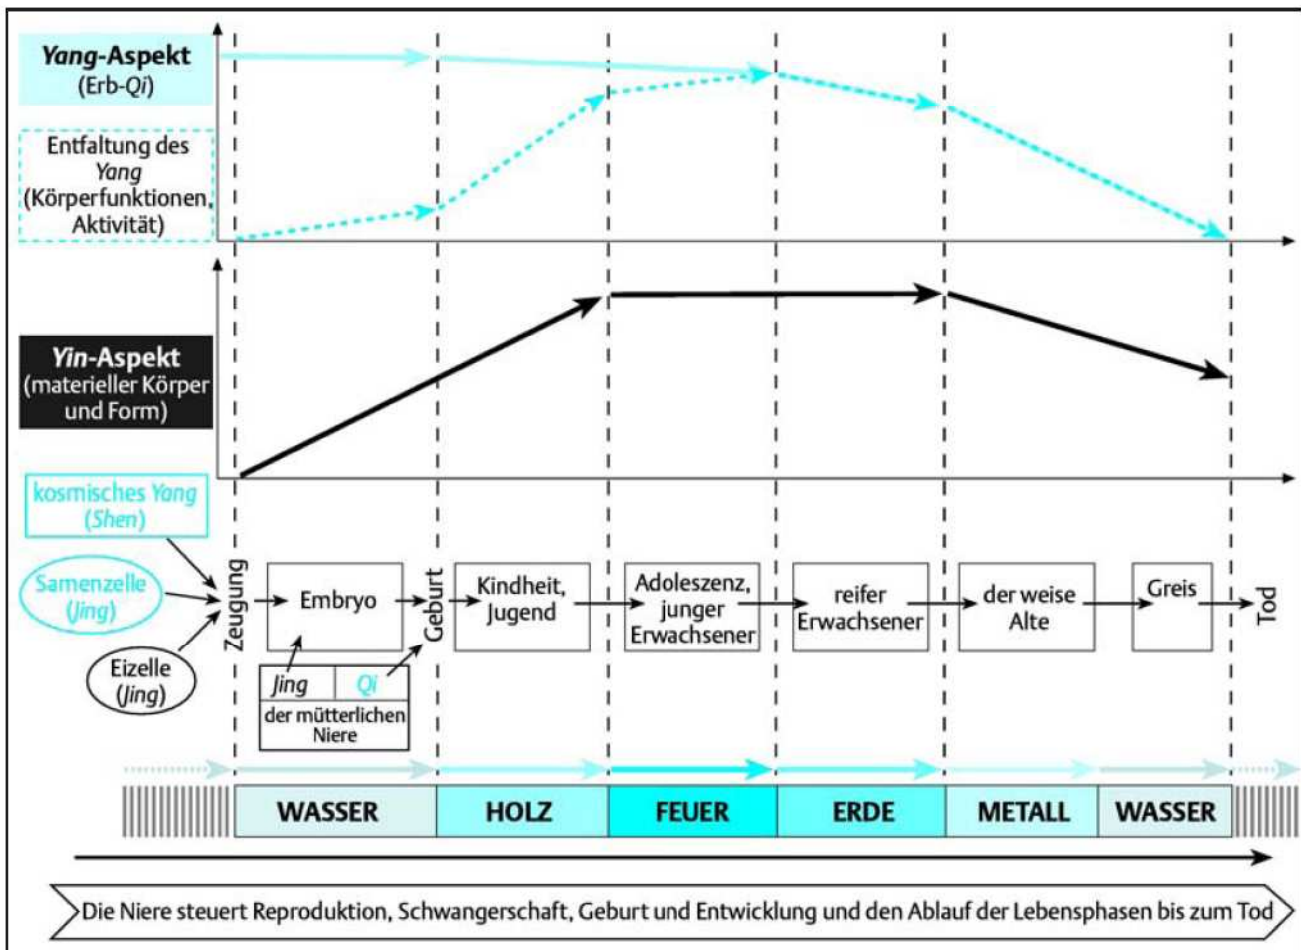 Yang-Aspekt
(Erb-Qi)
Entfaltung des
Yang
(Körperfunktionen,
Aktivität)
Yin-Aspekt
(materieller Körper
und Form)
kosmisches Yang
(Shen)
Samenzelle
(Jing)
Eizelle
(Jing)
Zeugung
Embryo
Jing
Qi
der mütterlichen
Niere
Geburt
Kindheit,
Jugend
Adoleszenz,
junger
Erwachsener
reifer
Erwachsener
der weise
Alte
Greis
Tod
WASSER
HOLZ
FEUER
ERDE
METALL
WASSER
Die Niere steuert Reproduktion, Schwangerschaft, Geburt und Entwicklung und den Ablauf der Lebensphasen bis zum Tod